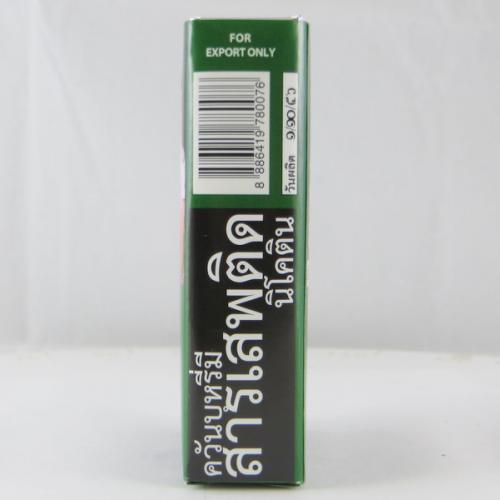 FOR
EXPORT ONLY
8 886419 780076
วันผลิต
ควันบุหรี่มี
สารเสพติด
นิโคติน